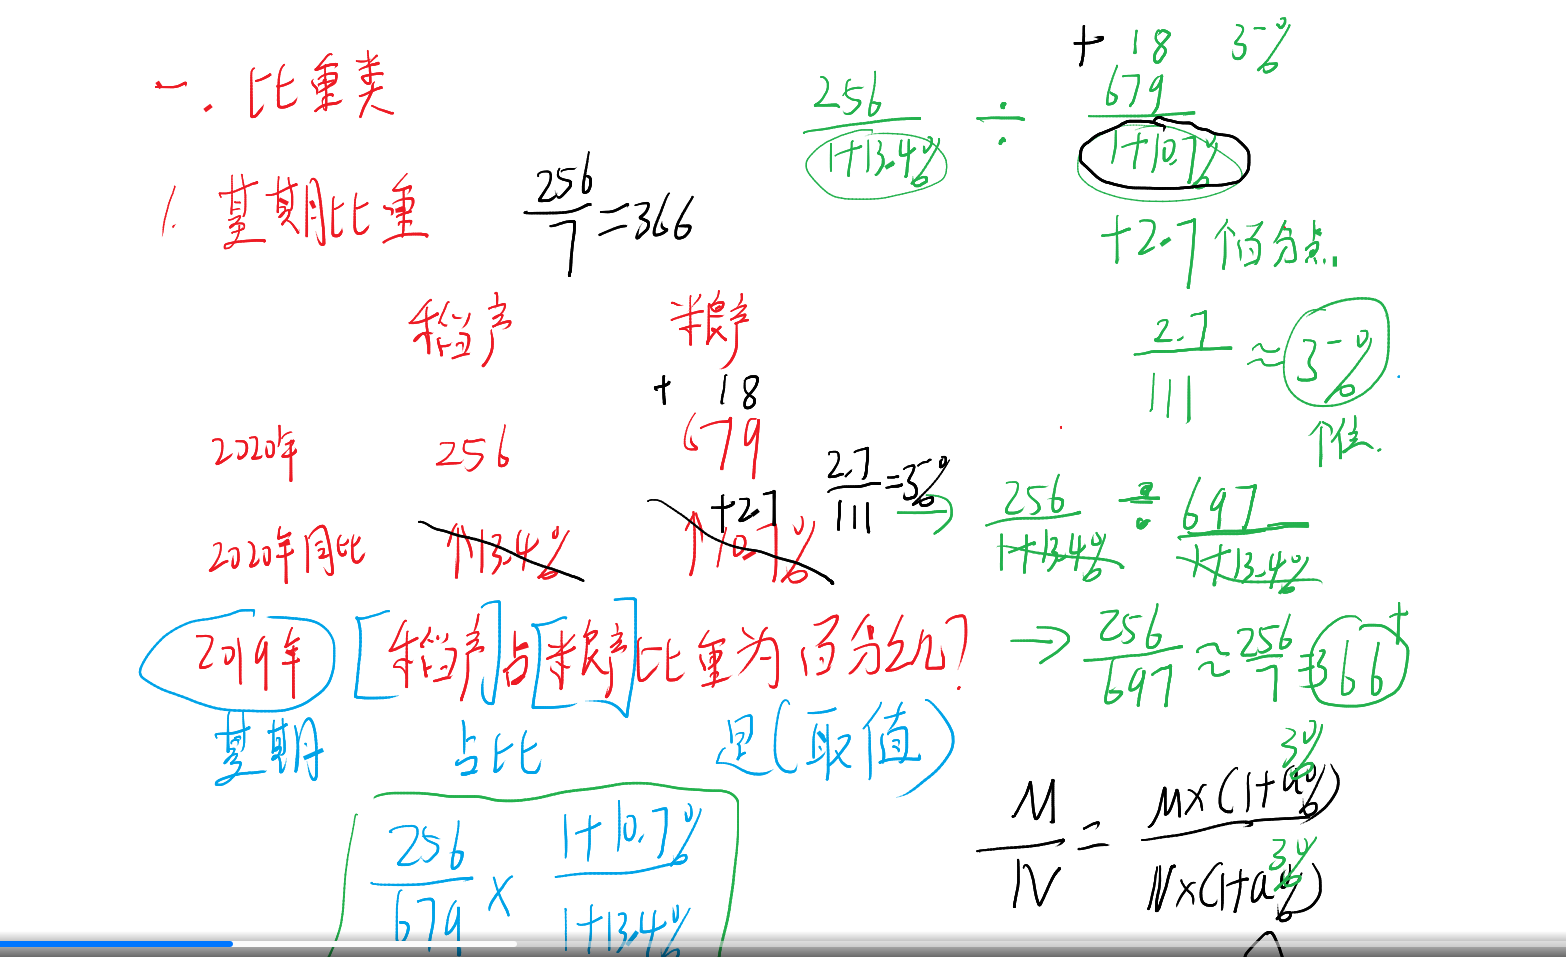 一. 比重类
256/(1+13.4%) ÷ 679/(1+10.7%)
+ 18 3⁻%
1. 基期比重
256/7=366
+2.7个百分点.
2.7/111≈3⁻%
个佳.
稻产 粮产
+ 18
2020年 256 679
+2.7
2.7/111=3⁻%
2020年同比 ↑13.4% ↑10.7%
→ 256/(1+13.4%) ÷ 697/(1+13.4%)
2019年 [稻产]占[粮产]比重为百分几?
→ 256/697≈256/7=366⁺
基期 占比 是(取值)
256/679 × (1+10.7%)/(1+13.4%)
M/N=M×(1+a%)/N×(1+a%)
3%
3%